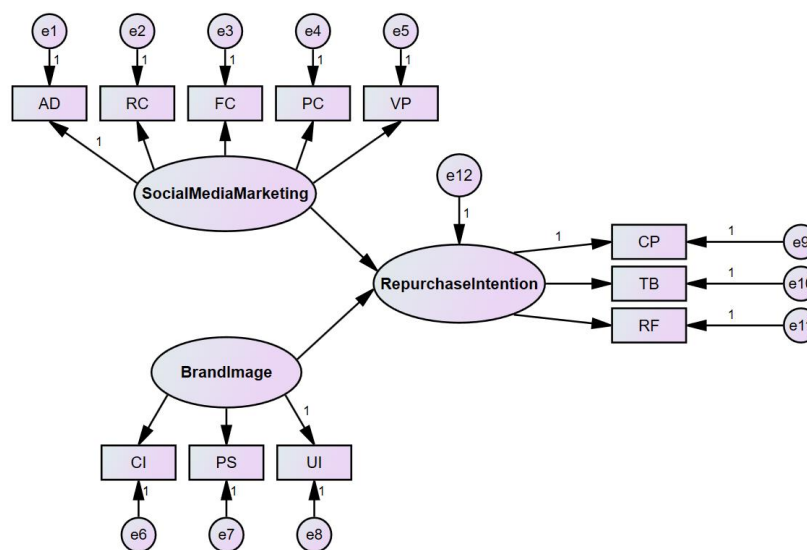 e1 e2 e3 e4 e5
1 1 1 1 1
AD RC FC PC VP
1
SocialMediaMarketing
e12
1
1 CP 1 e9
RepurchaseIntention TB 1 e10
RF 1 e11
BrandImage
1
CI PS UI
1 1 1
e6 e7 e8